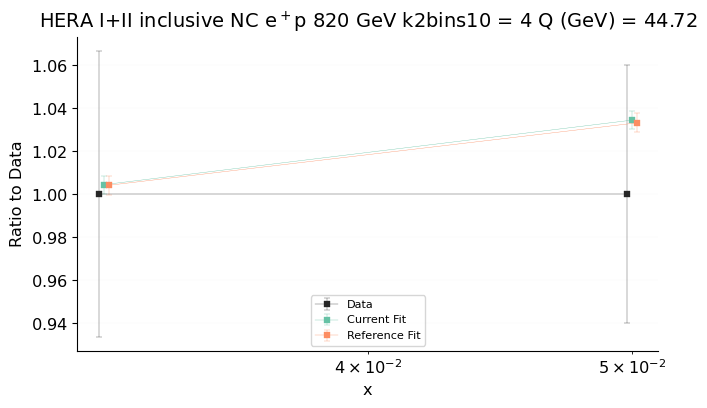 HERA I+II inclusive NC e⁺p 820 GeV k2bins10 = 4 Q (GeV) = 44.72
1.06
1.04
1.02
1.00
0.98
0.96
0.94
Ratio to Data
Data
Current Fit
Reference Fit
4 × 10⁻²
5 × 10⁻²
x